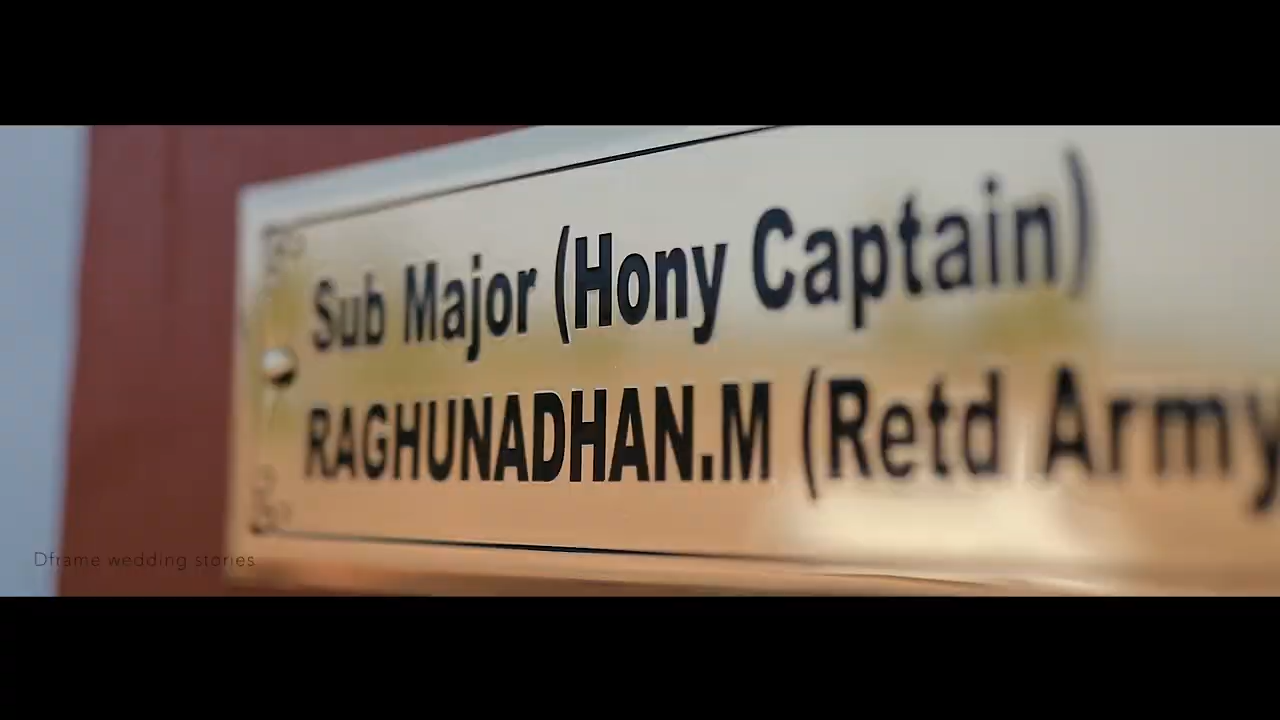 Sub Major (Hony Captain)
RAGHUNADHAN.M (Retd Army
Dframe wedding stories